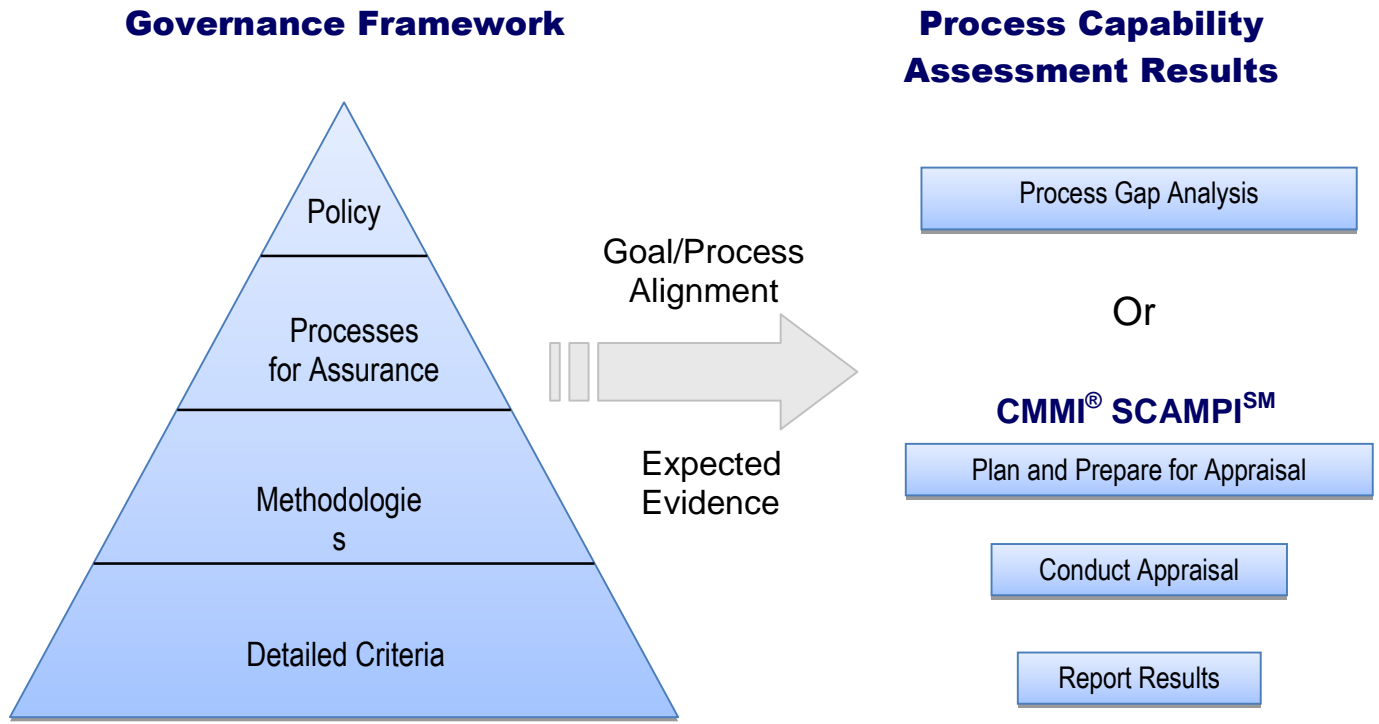 Governance Framework
Policy
Processes
for Assurance
Methodologie
s
Detailed Criteria
Goal/Process
Alignment
Expected
Evidence
Process Capability
Assessment Results
Process Gap Analysis
Or
CMMI® SCAMPI℠
Plan and Prepare for Appraisal
Conduct Appraisal
Report Results